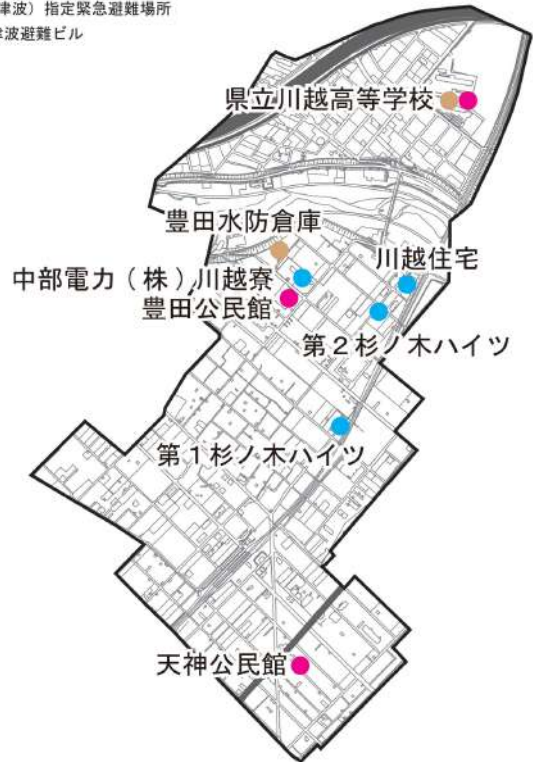 津波）指定緊急避難場所
津波避難ビル
県立川越高等学校
豊田水防倉庫
川越住宅
中部電力（株）川越寮
豊田公民館
第２杉ノ木ハイツ
第１杉ノ木ハイツ
天神公民館